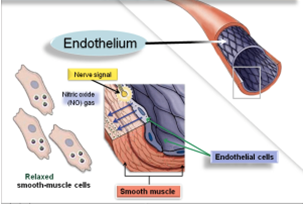 Endothelium
Nerve signal
Nitric oxide
(NO) gas
Endothelial cells
Relaxed
smooth-muscle cells
Smooth muscle